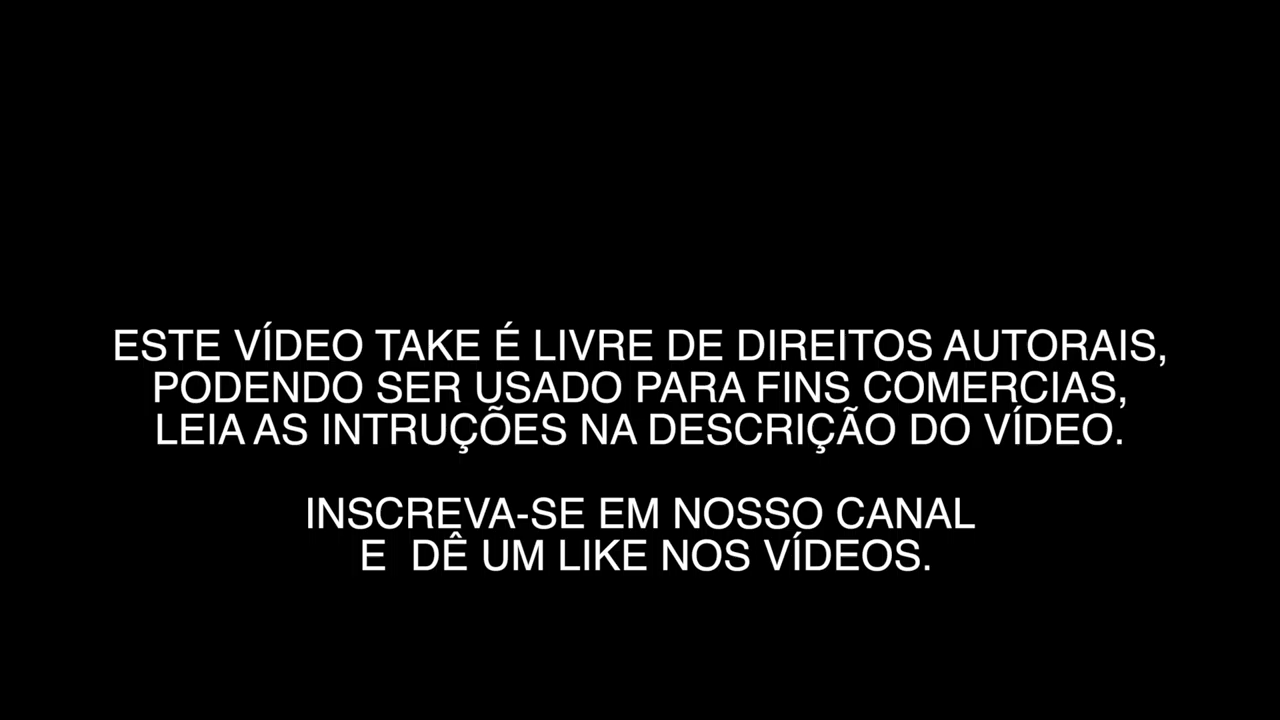 ESTE VÍDEO TAKE É LIVRE DE DIREITOS AUTORAIS,
PODENDO SER USADO PARA FINS COMERCIAS,
LEIA AS INTRUÇÕES NA DESCRIÇÃO DO VÍDEO.
INSCREVA-SE EM NOSSO CANAL
E  DÊ UM LIKE NOS VÍDEOS.